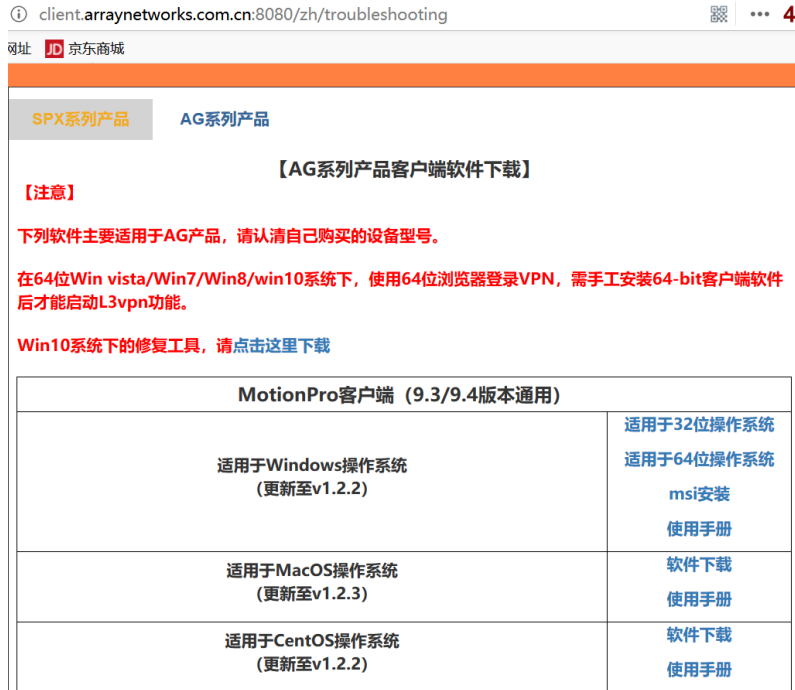 client.arraynetworks.com.cn:8080/zh/troubleshooting
4
网址 JD 京东商城
SPX系列产品 AG系列产品
【AG系列产品客户端软件下载】
【注意】
下列软件主要适用于AG产品，请认清自己购买的设备型号。
在64位Win vista/Win7/Win8/win10系统下，使用64位浏览器登录VPN，需手工安装64-bit客户端软件
后才能启动L3vpn功能。
Win10系统下的修复工具，请点击这里下载
MotionPro客户端（9.3/9.4版本通用）
适用于Windows操作系统
（更新至v1.2.2）
适用于32位操作系统
适用于64位操作系统
msi安装
使用手册
适用于MacOS操作系统
（更新至v1.2.3）
软件下载
使用手册
适用于CentOS操作系统
（更新至v1.2.2）
软件下载
使用手册